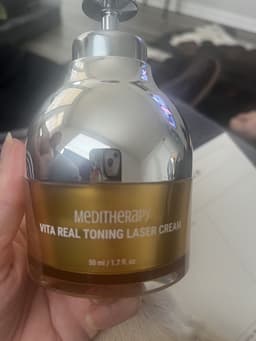 MEDITHERAPY
VITA REAL TONING LASER CREAM
50 ml / 1.7 fl. oz